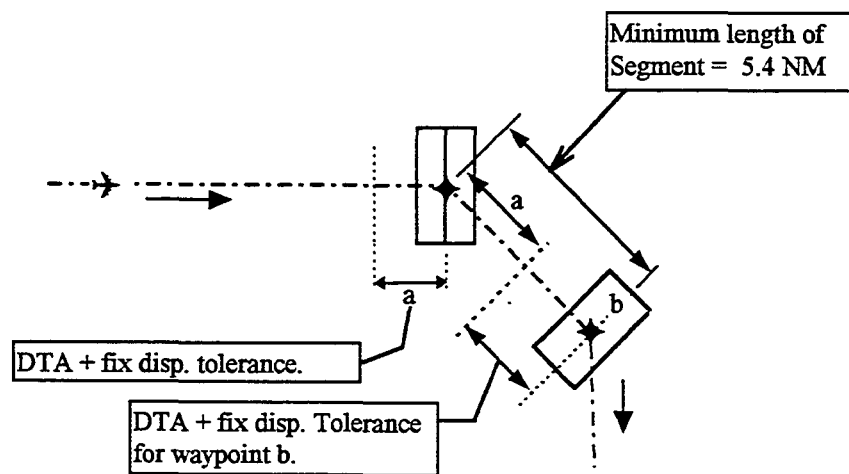 Minimum length of
Segment = 5.4 NM
a
a
b
DTA + fix disp. tolerance.
DTA + fix disp. Tolerance
for waypoint b.